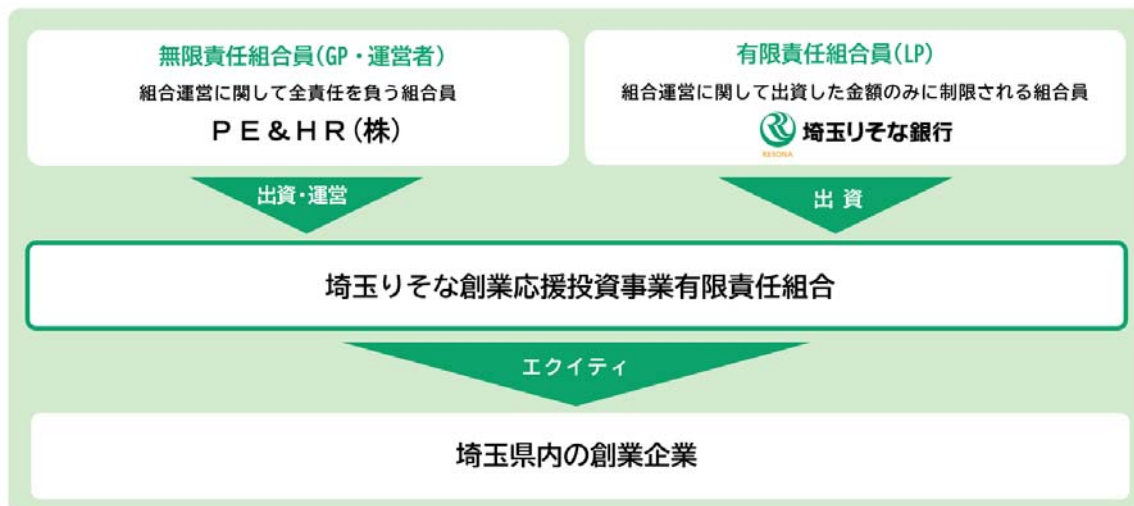 無限責任組合員(GP・運営者)
組合運営に関して全責任を負う組合員
ＰＥ＆ＨＲ(株)
有限責任組合員(LP)
組合運営に関して出資した金額のみに制限される組合員
RESONA
埼玉りそな銀行
出資・運営
出 資
埼玉りそな創業応援投資事業有限責任組合
エクイティ
埼玉県内の創業企業